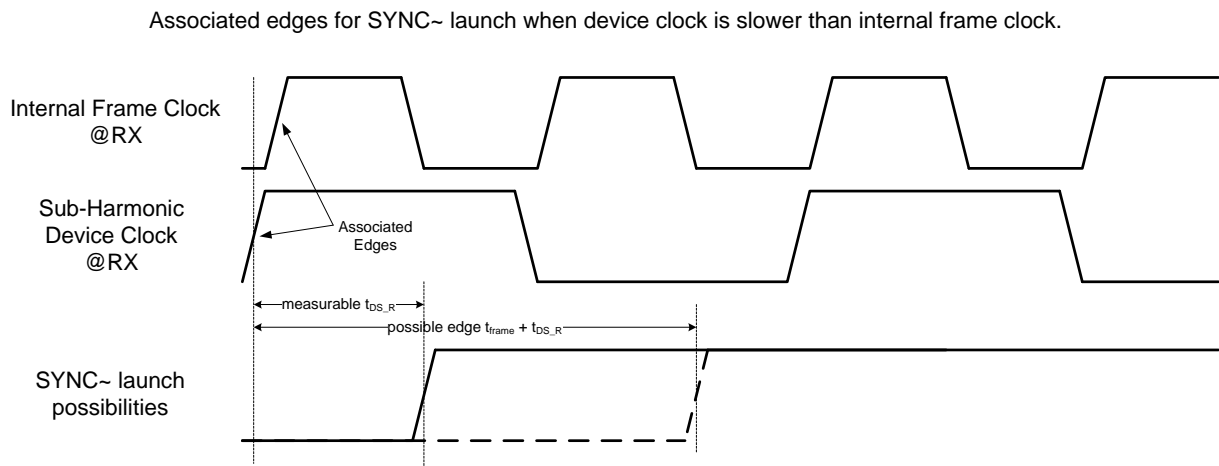 Associated edges for SYNC~ launch when device clock is slower than internal frame clock.
Internal Frame Clock
@RX
Sub-Harmonic
Device Clock
@RX
Associated
Edges
measurable tDS_R
possible edge tframe + tDS_R
SYNC~ launch
possibilities